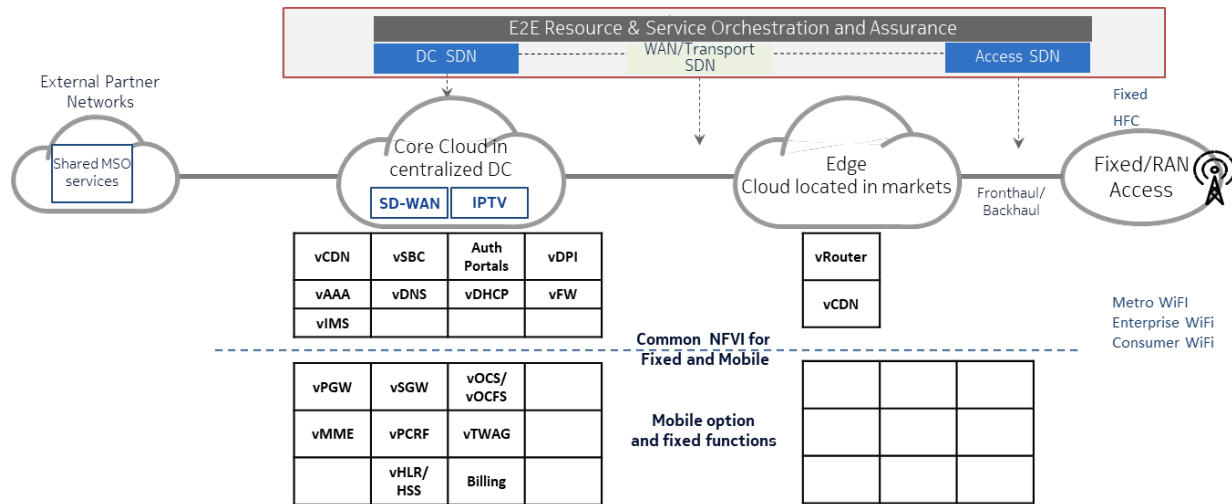 E2E Resource & Service Orchestration and Assurance
DC SDN
WAN/Transport
SDN
Access SDN
External Partner
Networks
Shared MSO
services
Core Cloud in
centralized DC
SD-WAN
IPTV
Edge
Cloud located in markets
Fronthaul/
Backhaul
Fixed
HFC
Fixed/RAN
Access
vCDN
vSBC
Auth
Portals
vDPI
vAAA
vDNS
vDHCP
vFW
vIMS
vRouter
vCDN
Metro WiFI
Enterprise WiFi
Consumer WiFi
Common NFVI for
Fixed and Mobile
vPGW
vSGW
vOCS/
vOCFS
vMME
vPCRF
vTWAG
vHLR/
HSS
Billing
Mobile option
and fixed functions